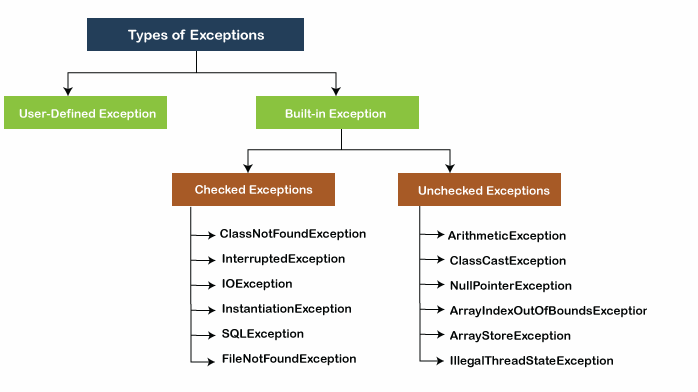 Types of Exceptions
User-Defined Exception
Built-in Exception
Checked Exceptions
Unchecked Exceptions
ClassNotFoundException
InterruptedException
IOException
InstantiationException
SQLException
FileNotFoundException
ArithmeticException
ClassCastException
NullPointerException
ArrayIndexOutOfBoundsException
ArrayStoreException
IllegalThreadStateException